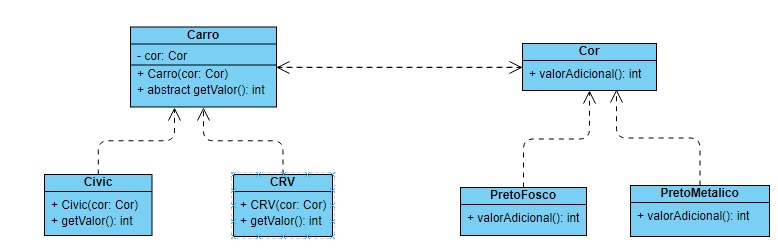 Carro
- cor: Cor
+ Carro(cor: Cor)
+ abstract getValor(): int
Cor
+ valorAdicional(): int
Civic
+ Civic(cor: Cor)
+ getValor(): int
CRV
+ CRV(cor: Cor)
+ getValor(): int
PretoFosco
+ valorAdicional(): int
PretoMetalico
+ valorAdicional(): int